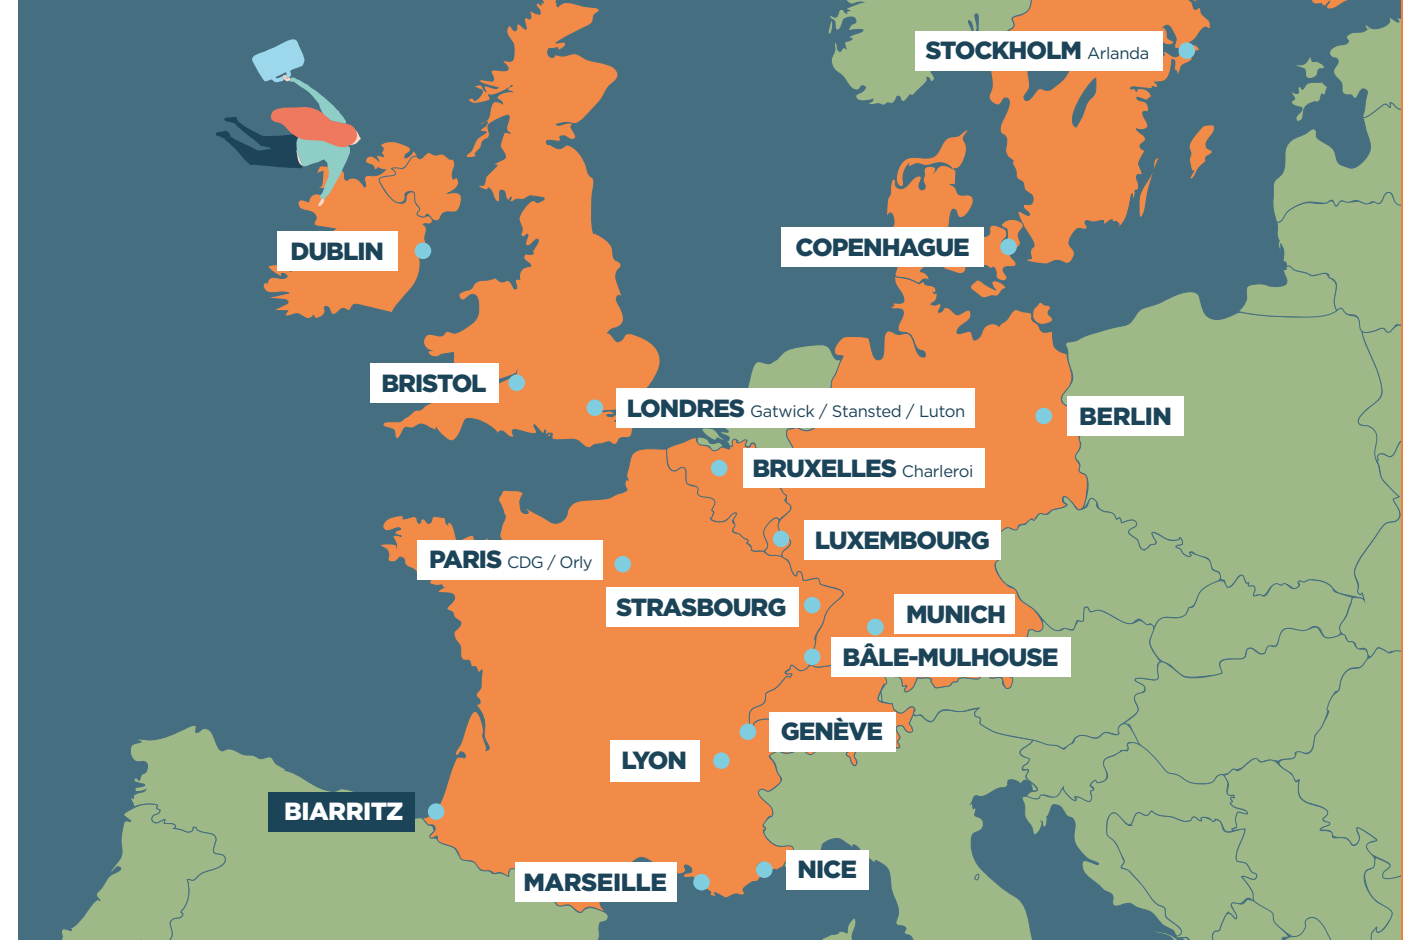 STOCKHOLM Arlanda
DUBLIN
COPENHAGUE
BRISTOL
LONDRES Gatwick / Stansted / Luton
BERLIN
BRUXELLES Charleroi
LUXEMBOURG
PARIS CDG / Orly
STRASBOURG
MUNICH
BÂLE-MULHOUSE
GENÈVE
LYON
BIARRITZ
NICE
MARSEILLE